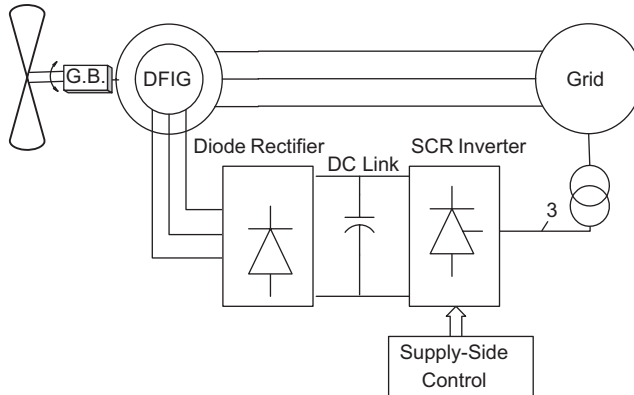 G.B.
DFIG
Grid
Diode Rectifier
DC Link
SCR Inverter
3
Supply-Side
Control